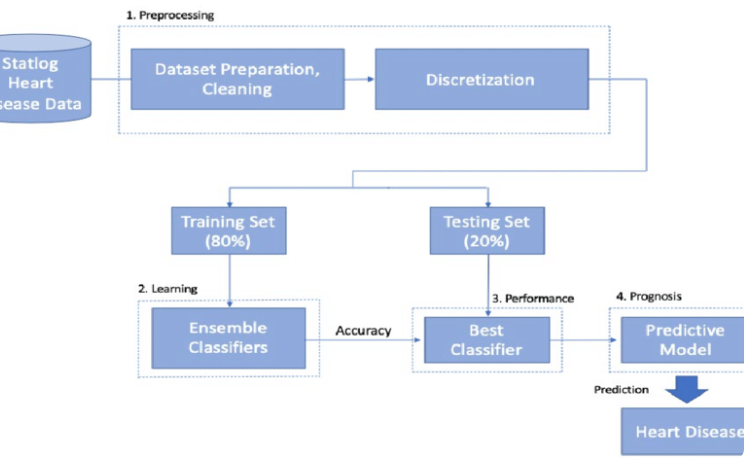 1. Preprocessing
Statlog
Heart
isease Data
Dataset Preparation,
Cleaning
Discretization
Training Set
(80%)
Testing Set
(20%)
2. Learning
3. Performance
4. Prognosis
Ensemble
Classifiers
Accuracy
Best
Classifier
Predictive
Model
Prediction
Heart Disease